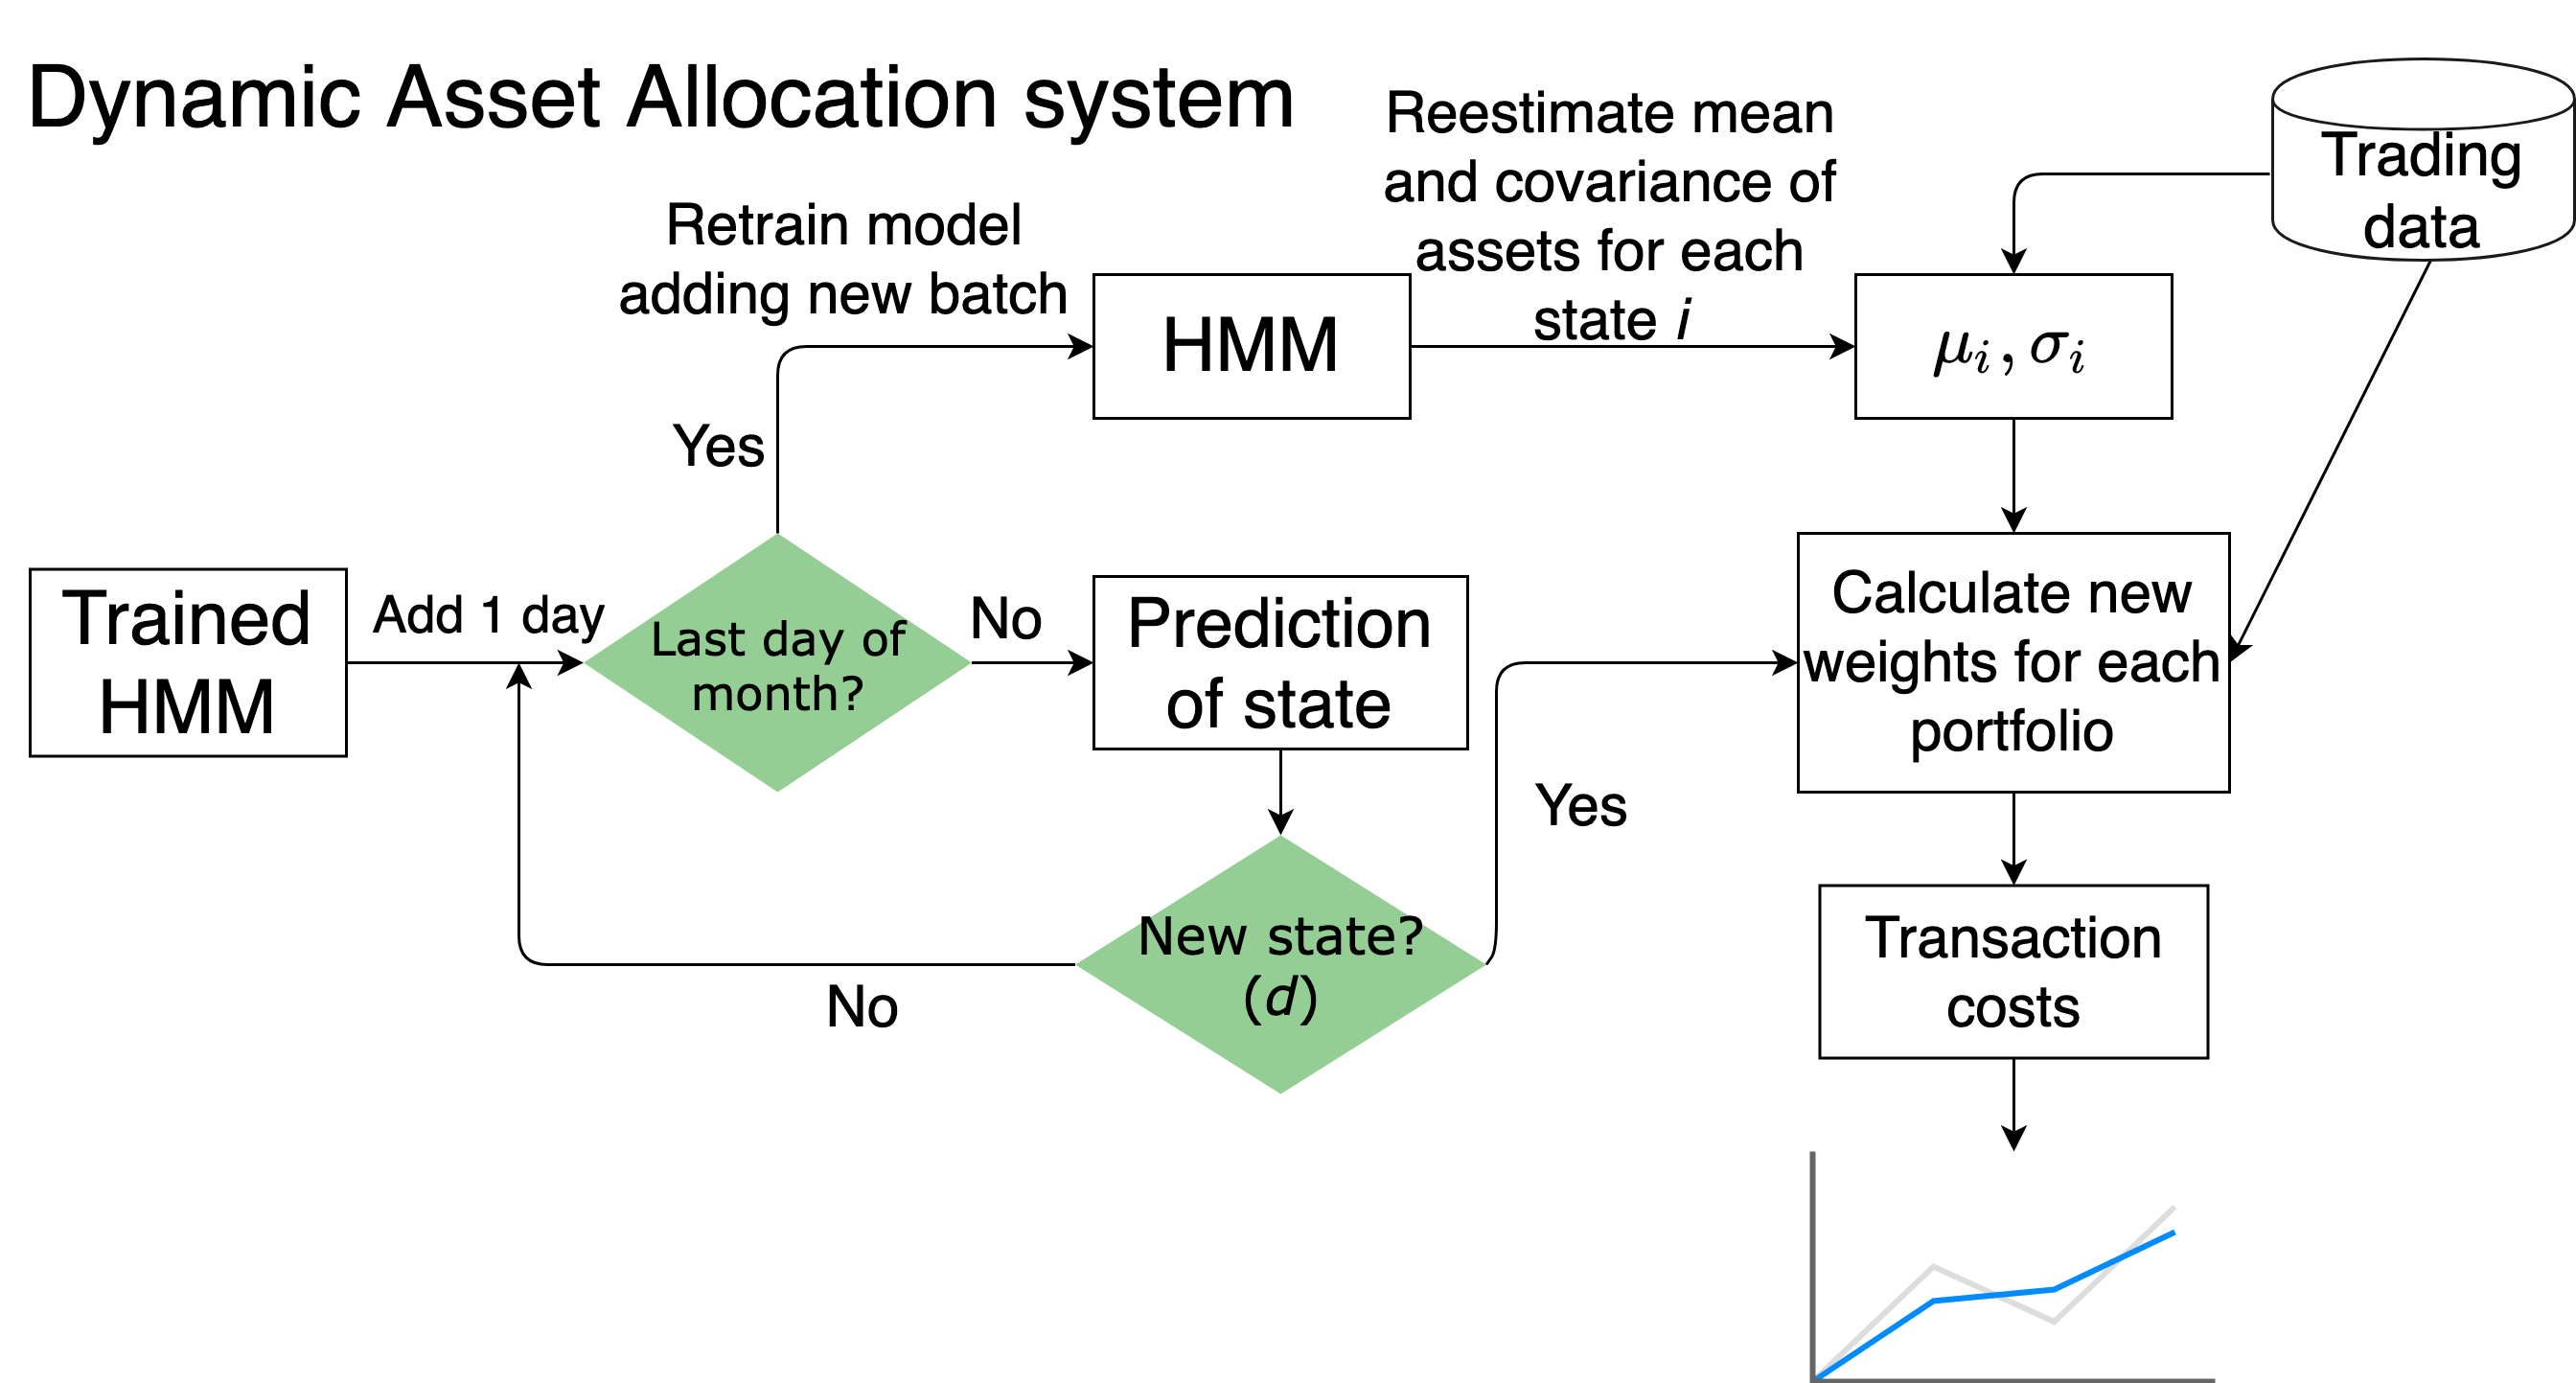 Dynamic Asset Allocation system
Reestimate mean
and covariance of
assets for each
state i
Trading
data
Retrain model
adding new batch
HMM
μi, σi
Yes
Trained
HMM
Add 1 day
Last day of
month?
No
Prediction
of state
Calculate new
weights for each
portfolio
Yes
New state?
(d)
No
Transaction
costs